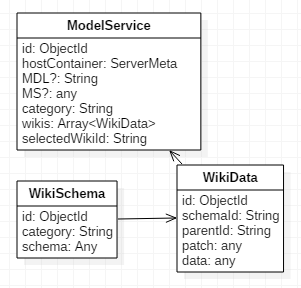 ModelService
id: ObjectId
hostContainer: ServerMeta
MDL?: String
MS?: any
category: String
wikis: Array<WikiData>
selectedWikiId: String
WikiSchema
id: ObjectId
category: String
schema: Any
WikiData
id: ObjectId
schemaId: String
parentId: String
patch: any
data: any